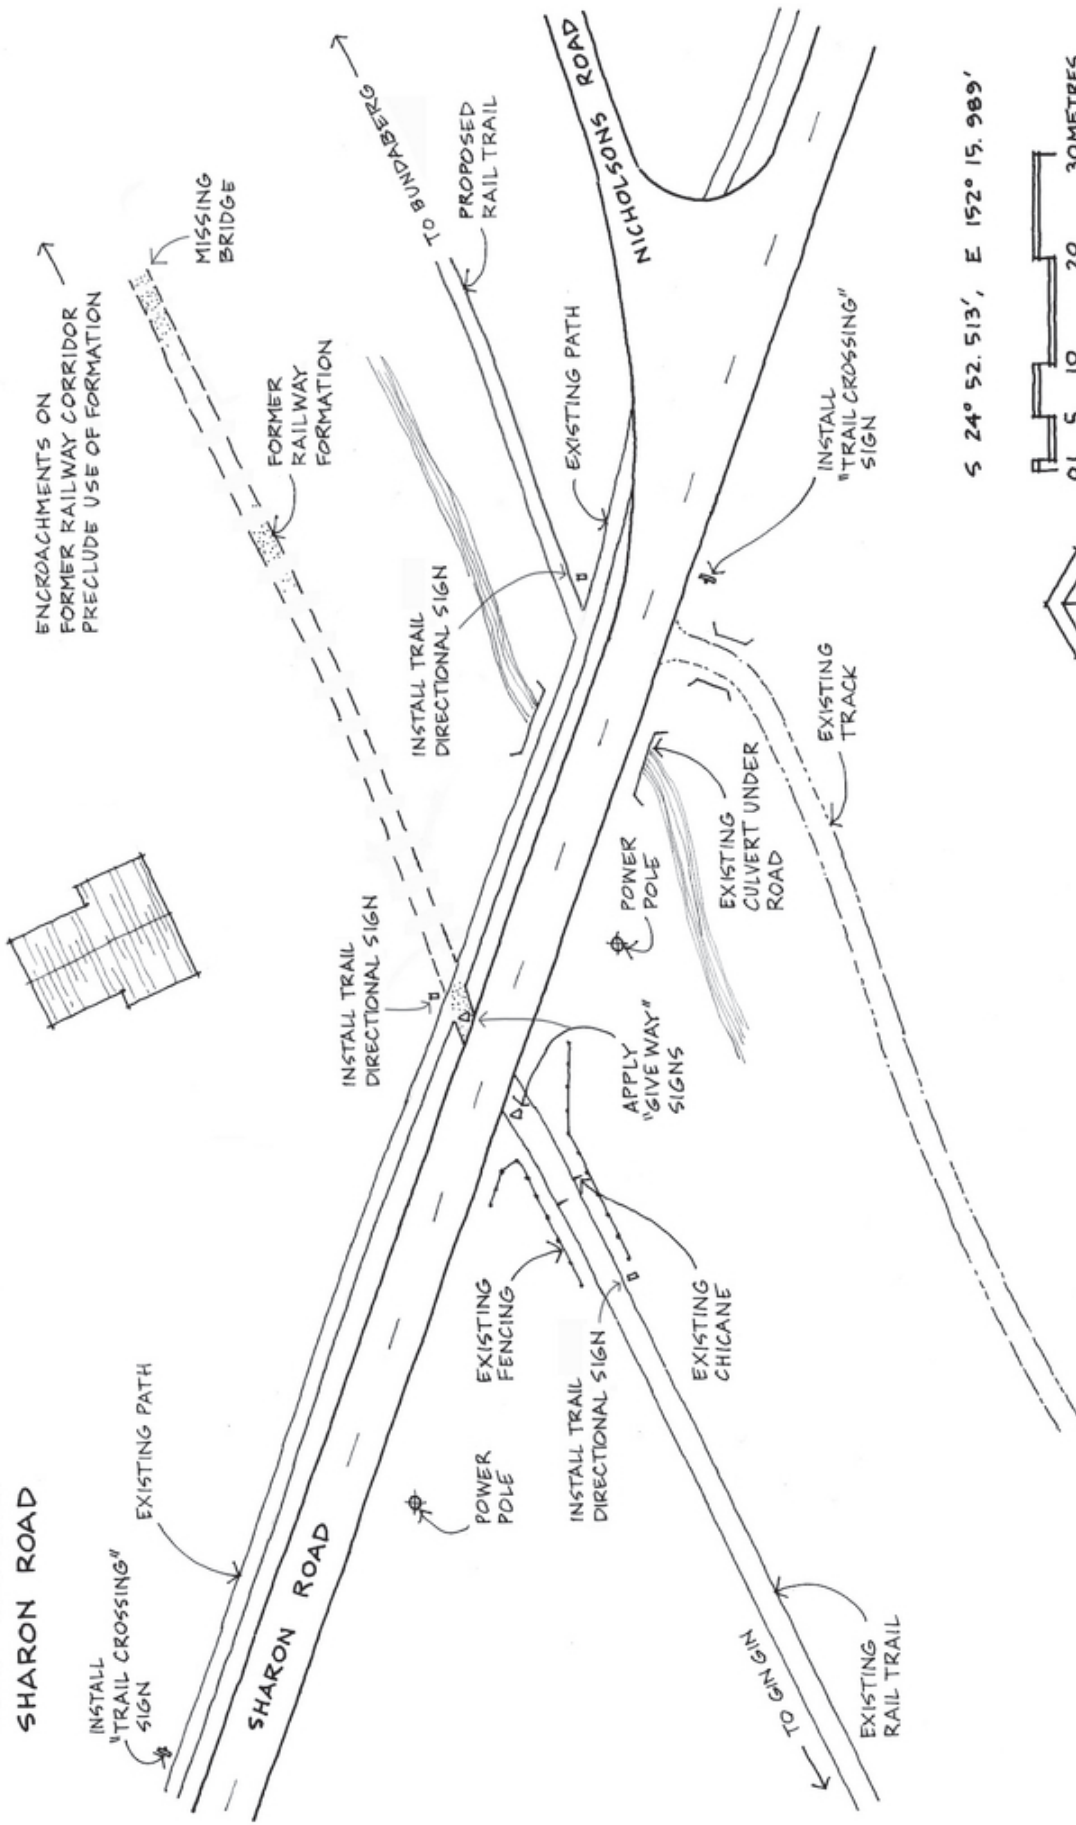 SHARON ROAD
INSTALL
"TRAIL CROSSING"
SIGN
EXISTING PATH
SHARON ROAD
ENCROACHMENTS ON
FORMER RAILWAY CORRIDOR
PRECLUDE USE OF FORMATION
MISSING
BRIDGE
FORMER
RAILWAY
FORMATION
INSTALL TRAIL
DIRECTIONAL SIGN
INSTALL TRAIL
DIRECTIONAL SIGN
TO BUNDABERG
PROPOSED
RAIL TRAIL
EXISTING PATH
NICHOLSONS ROAD
POWER
POLE
EXISTING
FENCING
INSTALL TRAIL
DIRECTIONAL SIGN
EXISTING
CHICANE
APPLY
"GIVE WAY"
SIGNS
POWER
POLE
EXISTING
CULVERT UNDER
ROAD
EXISTING
TRACK
INSTALL
"TRAIL CROSSING"
SIGN
TO GIN GIN
EXISTING
RAIL TRAIL
S 24° 52. 513', E 152° 15. 989'
0 1 5 10 20 30METRES